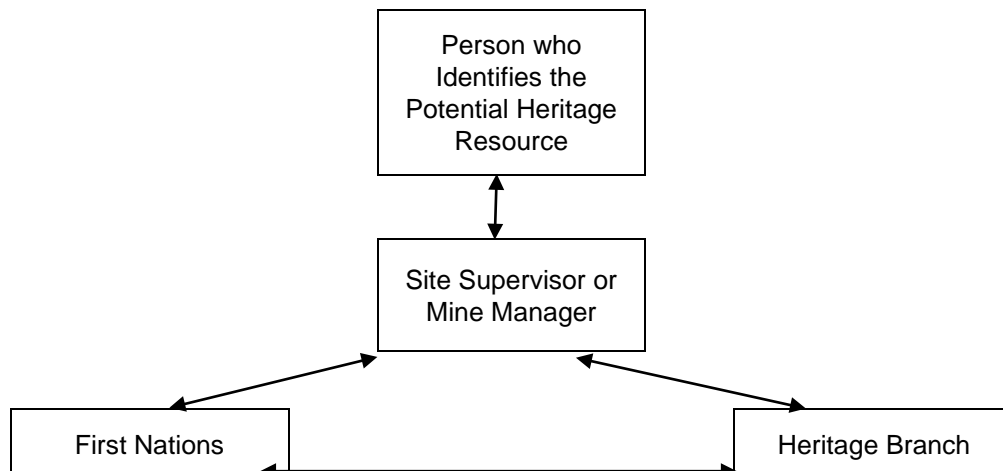 Person who
Identifies the
Potential Heritage
Resource
Site Supervisor or
Mine Manager
First Nations
Heritage Branch